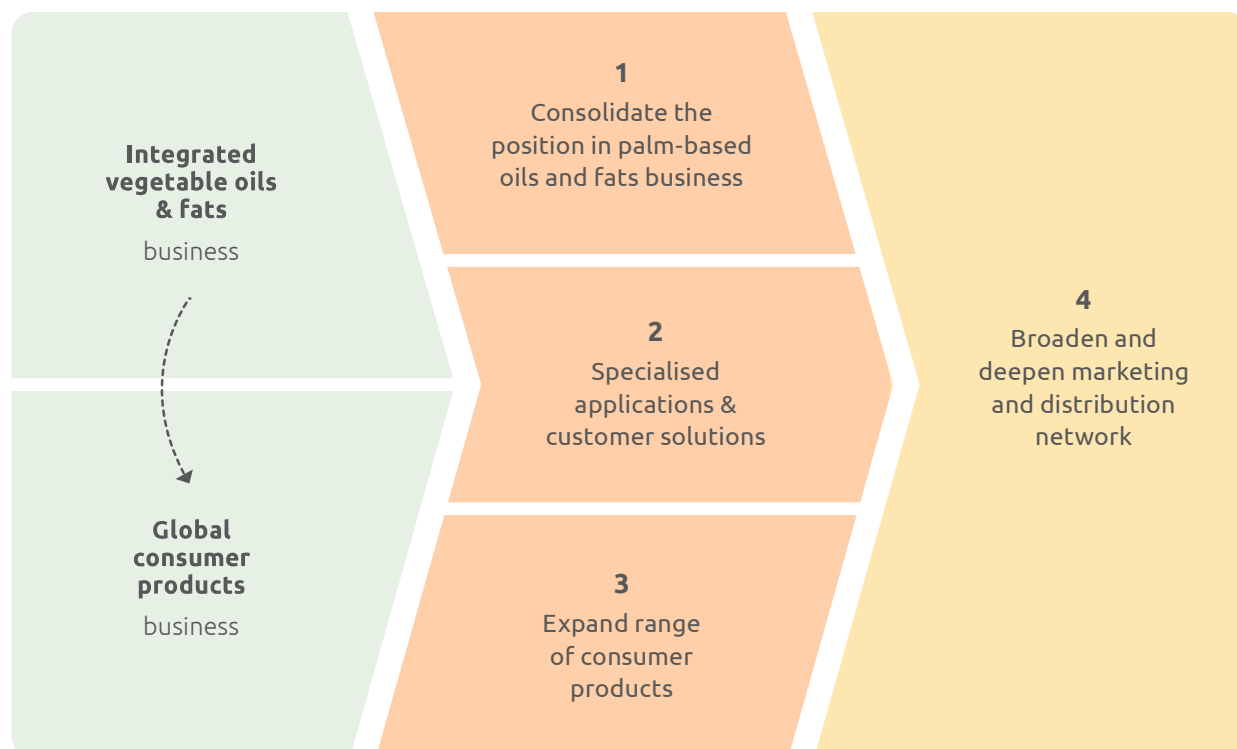 Integrated
vegetable oils
& fats
business
Global
consumer
products
business
1
Consolidate the
position in palm-based
oils and fats business
2
Specialised
applications &
customer solutions
3
Expand range
of consumer
products
4
Broaden and
deepen marketing
and distribution
network